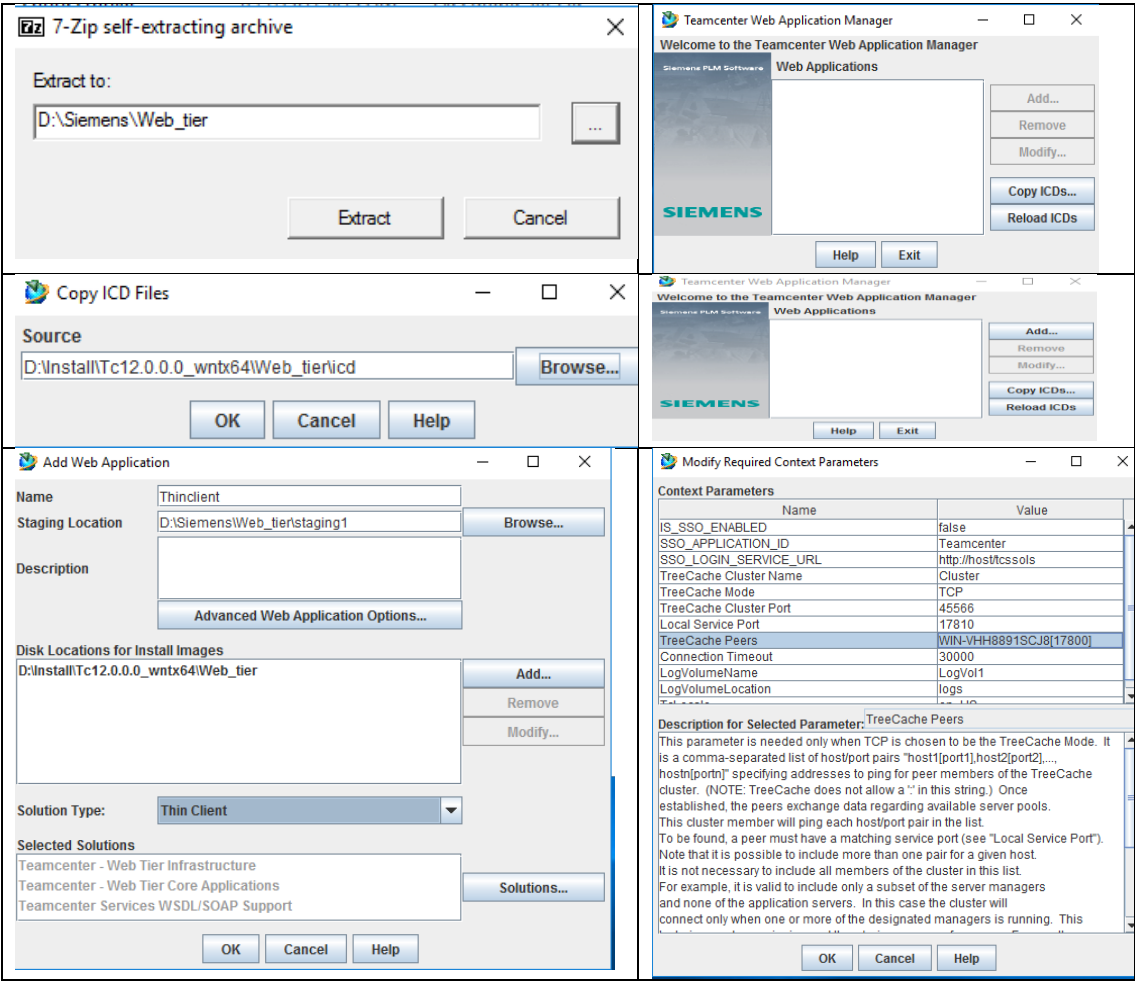 7-Zip self-extracting archive
Extract to:
D:\Siemens\Web_tier
...
Extract
Cancel
Teamcenter Web Application Manager
Welcome to the Teamcenter Web Application Manager
Siemens PLM Software
Web Applications
Add...
Remove
Modify...
Copy ICDs...
Reload ICDs
SIEMENS
Help
Exit
Copy ICD Files
Source
D:\Install\Tc12.0.0.0_wntx64\Web_tier\icd
Browse...
OK
Cancel
Help
Teamcenter Web Application Manager
Welcome to the Teamcenter Web Application Manager
Siemens PLM Software
Web Applications
Add...
Remove
Modify...
Copy ICDs...
Reload ICDs
SIEMENS
Help
Exit
Add Web Application
Name
Thinclient
Staging Location
D:\Siemens\Web_tier\staging1
Browse...
Description
Advanced Web Application Options...
Disk Locations for Install Images
D:\Install\Tc12.0.0.0_wntx64\Web_tier
Add...
Remove
Modify...
Solution Type:
Thin Client
Selected Solutions
Teamcenter - Web Tier Infrastructure
Teamcenter - Web Tier Core Applications
Teamcenter Services WSDL/SOAP Support
Solutions...
OK
Cancel
Help
Modify Required Context Parameters
Context Parameters
Name Value
IS_SSO_ENABLED false
SSO_APPLICATION_ID Teamcenter
SSO_LOGIN_SERVICE_URL http://host/tcssols
TreeCache Cluster Name Cluster
TreeCache Mode TCP
TreeCache Cluster Port 45566
Local Service Port 17810
TreeCache Peers WIN-VHH8891SCJ8[17800]
Connection Timeout 30000
LogVolumeName LogVol1
LogVolumeLocation logs
Description for Selected Parameter: TreeCache Peers
This parameter is needed only when TCP is chosen to be the TreeCache Mode. It
is a comma-separated list of host/port pairs "host1[port1],host2[port2],...,
hostn[portn]" specifying addresses to ping for peer members of the TreeCache
cluster. (NOTE: TreeCache does not allow a ':' in this string.) Once
established, the peers exchange data regarding available server pools.
This cluster member will ping each host/port pair in the list.
To be found, a peer must have a matching service port (see "Local Service Port").
Note that it is possible to include more than one pair for a given host.
It is not necessary to include all members of the cluster in this list.
For example, it is valid to include only a subset of the server managers
and none of the application servers. In this case the cluster will
connect only when one or more of the designated managers is running. This
OK
Cancel
Help